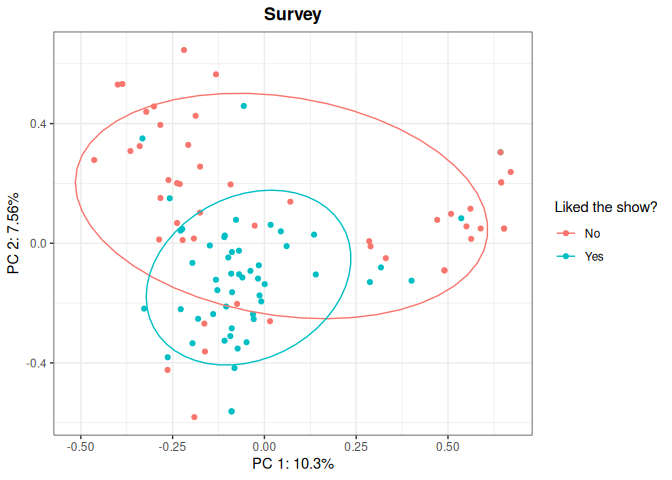 Survey
0.4
0.0
-0.4
PC 2: 7.56%
-0.50
-0.25
0.00
0.25
0.50
PC 1: 10.3%
Liked the show?
No
Yes